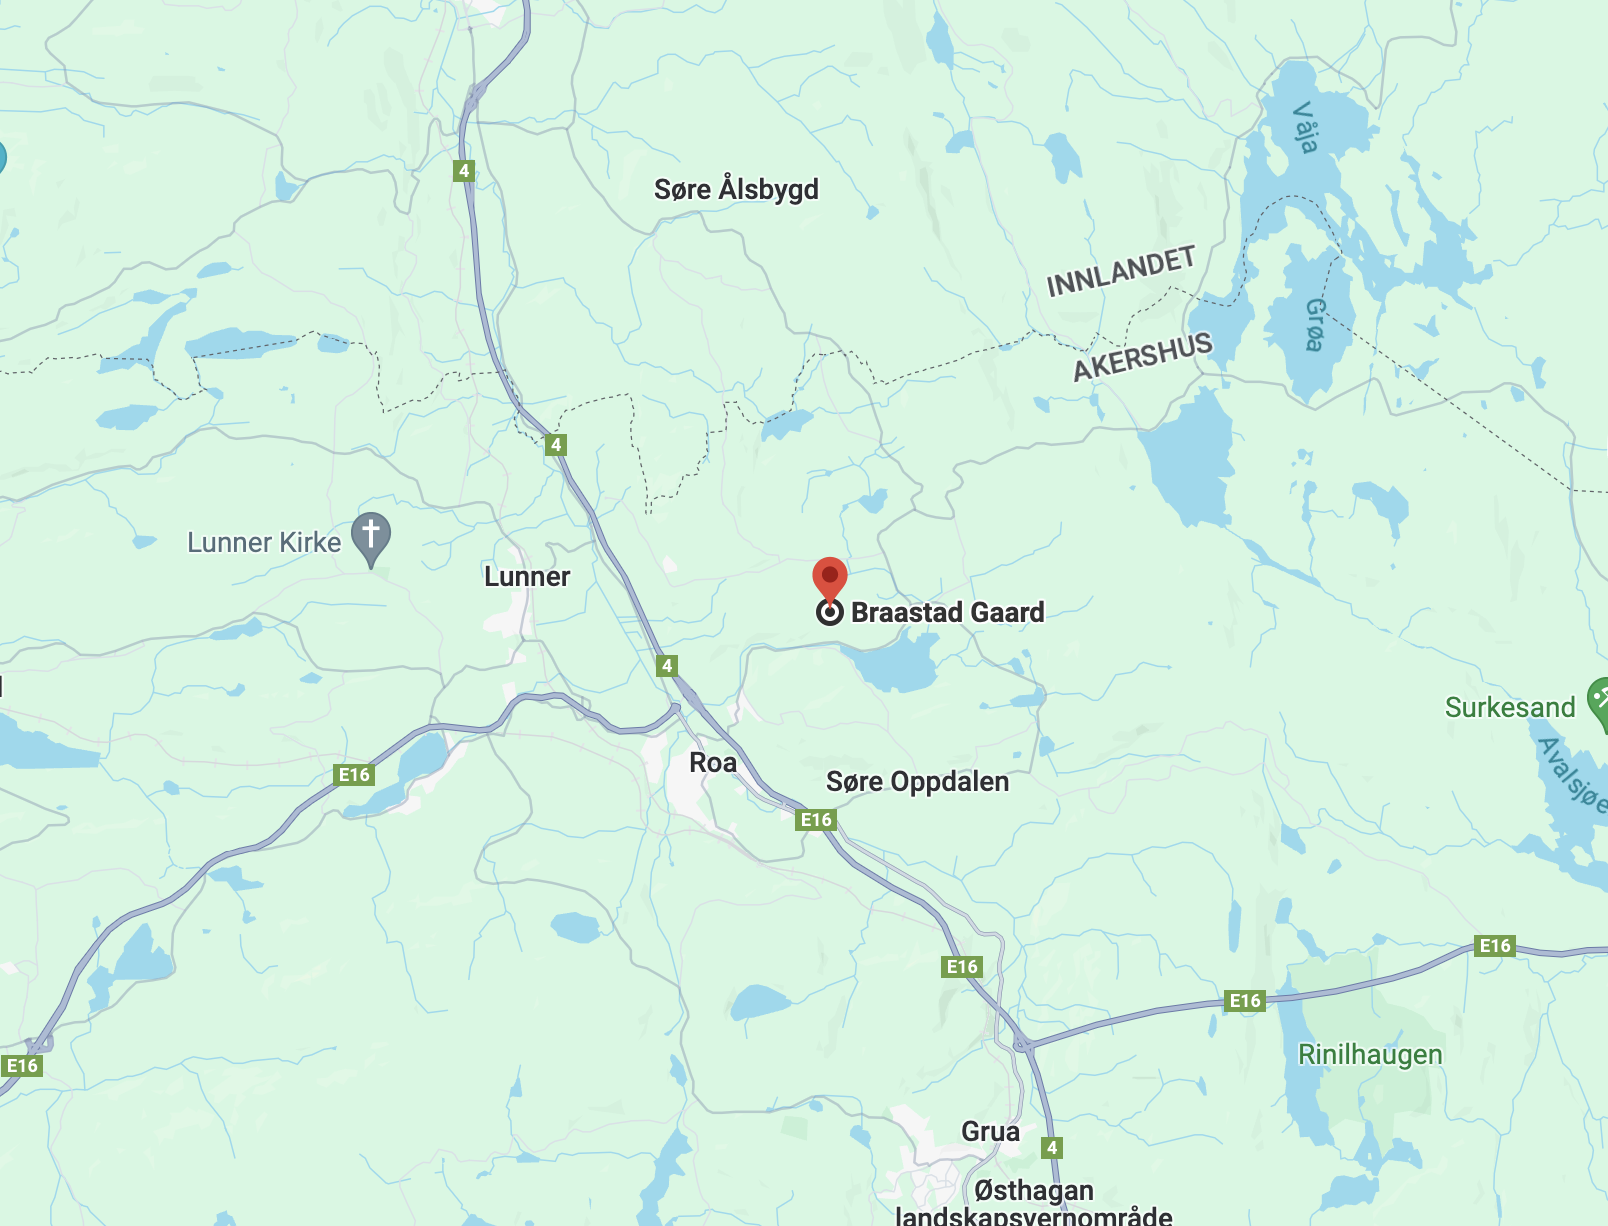 Våja
4
Søre Ålsbygd
INNLANDET
Grøa
AKERSHUS
4
Lunner Kirke
Lunner
Braastad Gaard
4
Surkesand
Avalsjøe
Roa
E16
Søre Oppdalen
E16
E16
E16
E16
Rinilhaugen
E16
Grua
4
Østhagan
landskapsvernområde